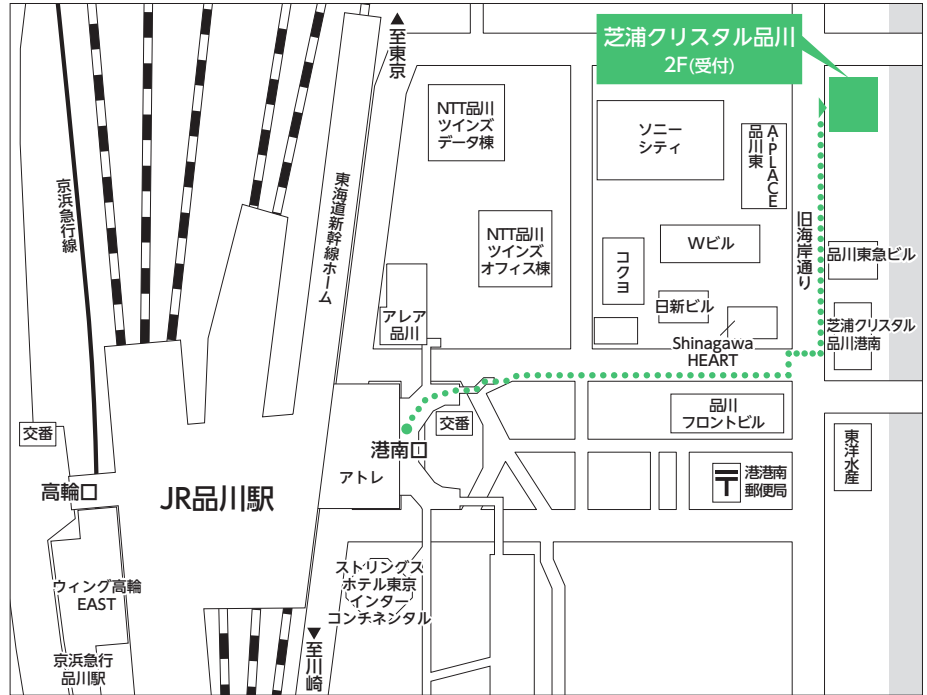 ▲至東京
芝浦クリスタル品川
2F(受付)
NTT品川
ツインズ
データ棟
ソニー
シティ
A-PLACE
品川東
京浜急行線
東海道新幹線ホーム
旧海岸通り
NTT品川
ツインズ
オフィス棟
コクヨ
Wビル
品川東急ビル
日新ビル
アレア
品川
Shinagawa
HEART
芝浦クリスタル
品川港南
品川
フロントビル
交番
交番
港南口
東洋水産
アトレ
高輪口
JR品川駅
〒
港港南
郵便局
ストリングス
ホテル東京
インター
コンチネンタル
ウィング高輪
EAST
▼至川崎
京浜急行
品川駅